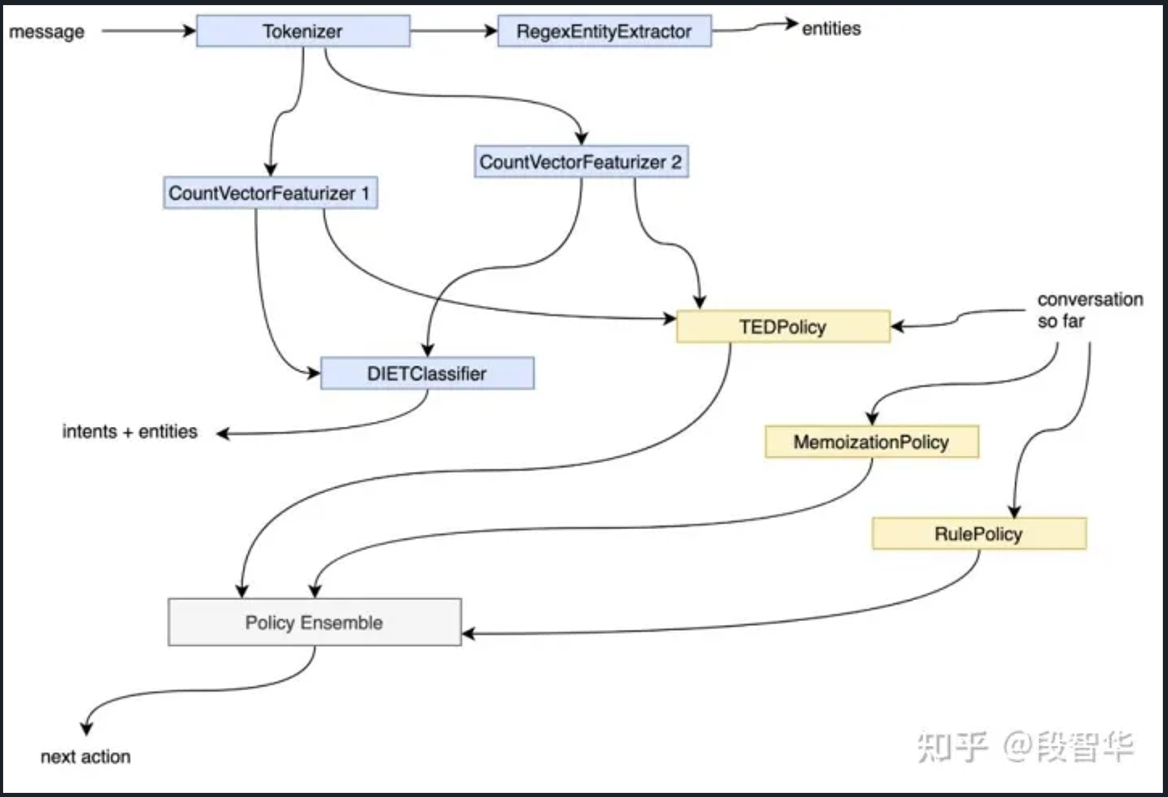 message
Tokenizer
RegexEntityExtractor
entities
CountVectorFeaturizer 2
CountVectorFeaturizer 1
conversation
so far
TEDPolicy
DIETClassifier
intents + entities
MemoizationPolicy
RulePolicy
Policy Ensemble
next action
知乎 @段智华